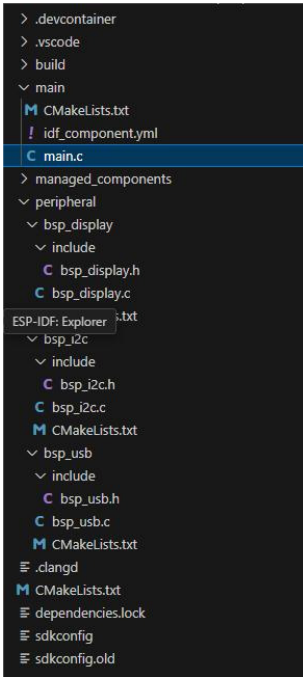 .devcontainer
.vscode
build
main
CMakeLists.txt
idf_component.yml
main.c
managed_components
peripheral
bsp_display
include
bsp_display.h
bsp_display.c
ESP-IDF: Explorer s.txt
bsp_i2c
include
bsp_i2c.h
bsp_i2c.c
CMakeLists.txt
bsp_usb
include
bsp_usb.h
bsp_usb.c
CMakeLists.txt
.clangd
CMakeLists.txt
dependencies.lock
sdkconfig
sdkconfig.old